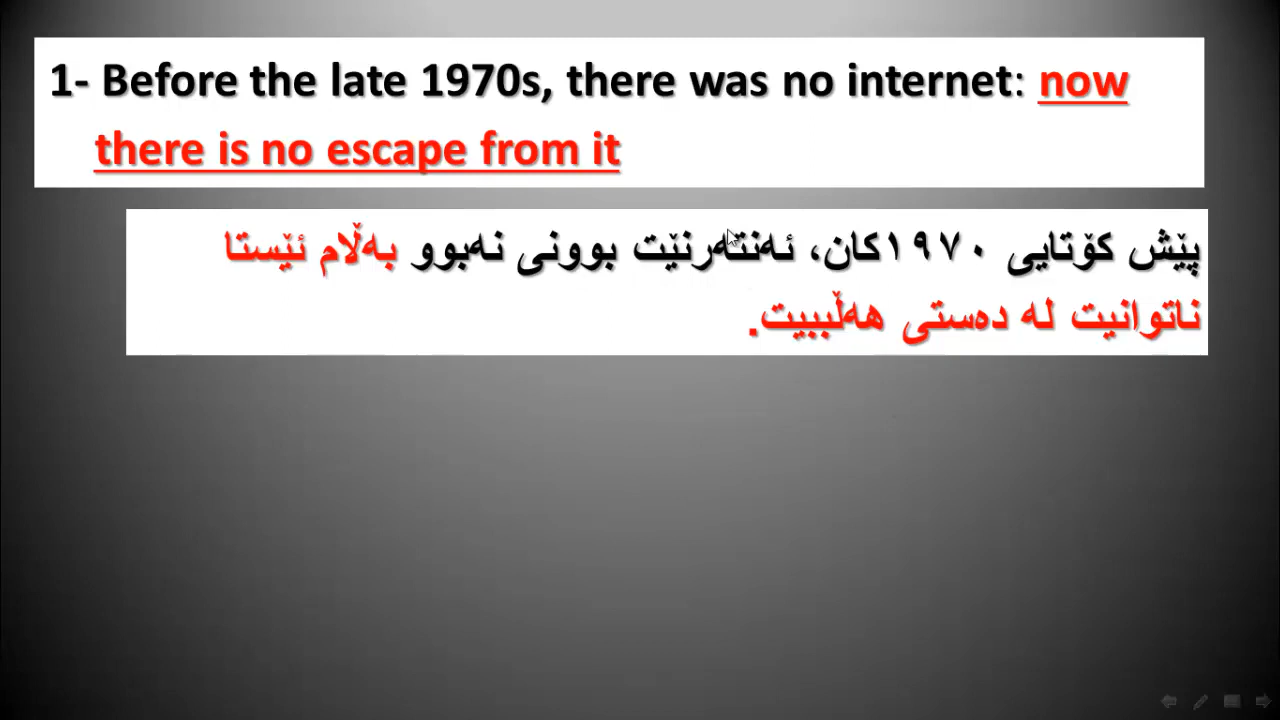 1- Before the late 1970s, there was no internet: now
there is no escape from it
پێش کۆتایی ١٩٧٠کان، ئەنتەرنێت بوونی نەبوو بەڵام ئێستا
ناتوانیت لە دەستی هەڵببیت.